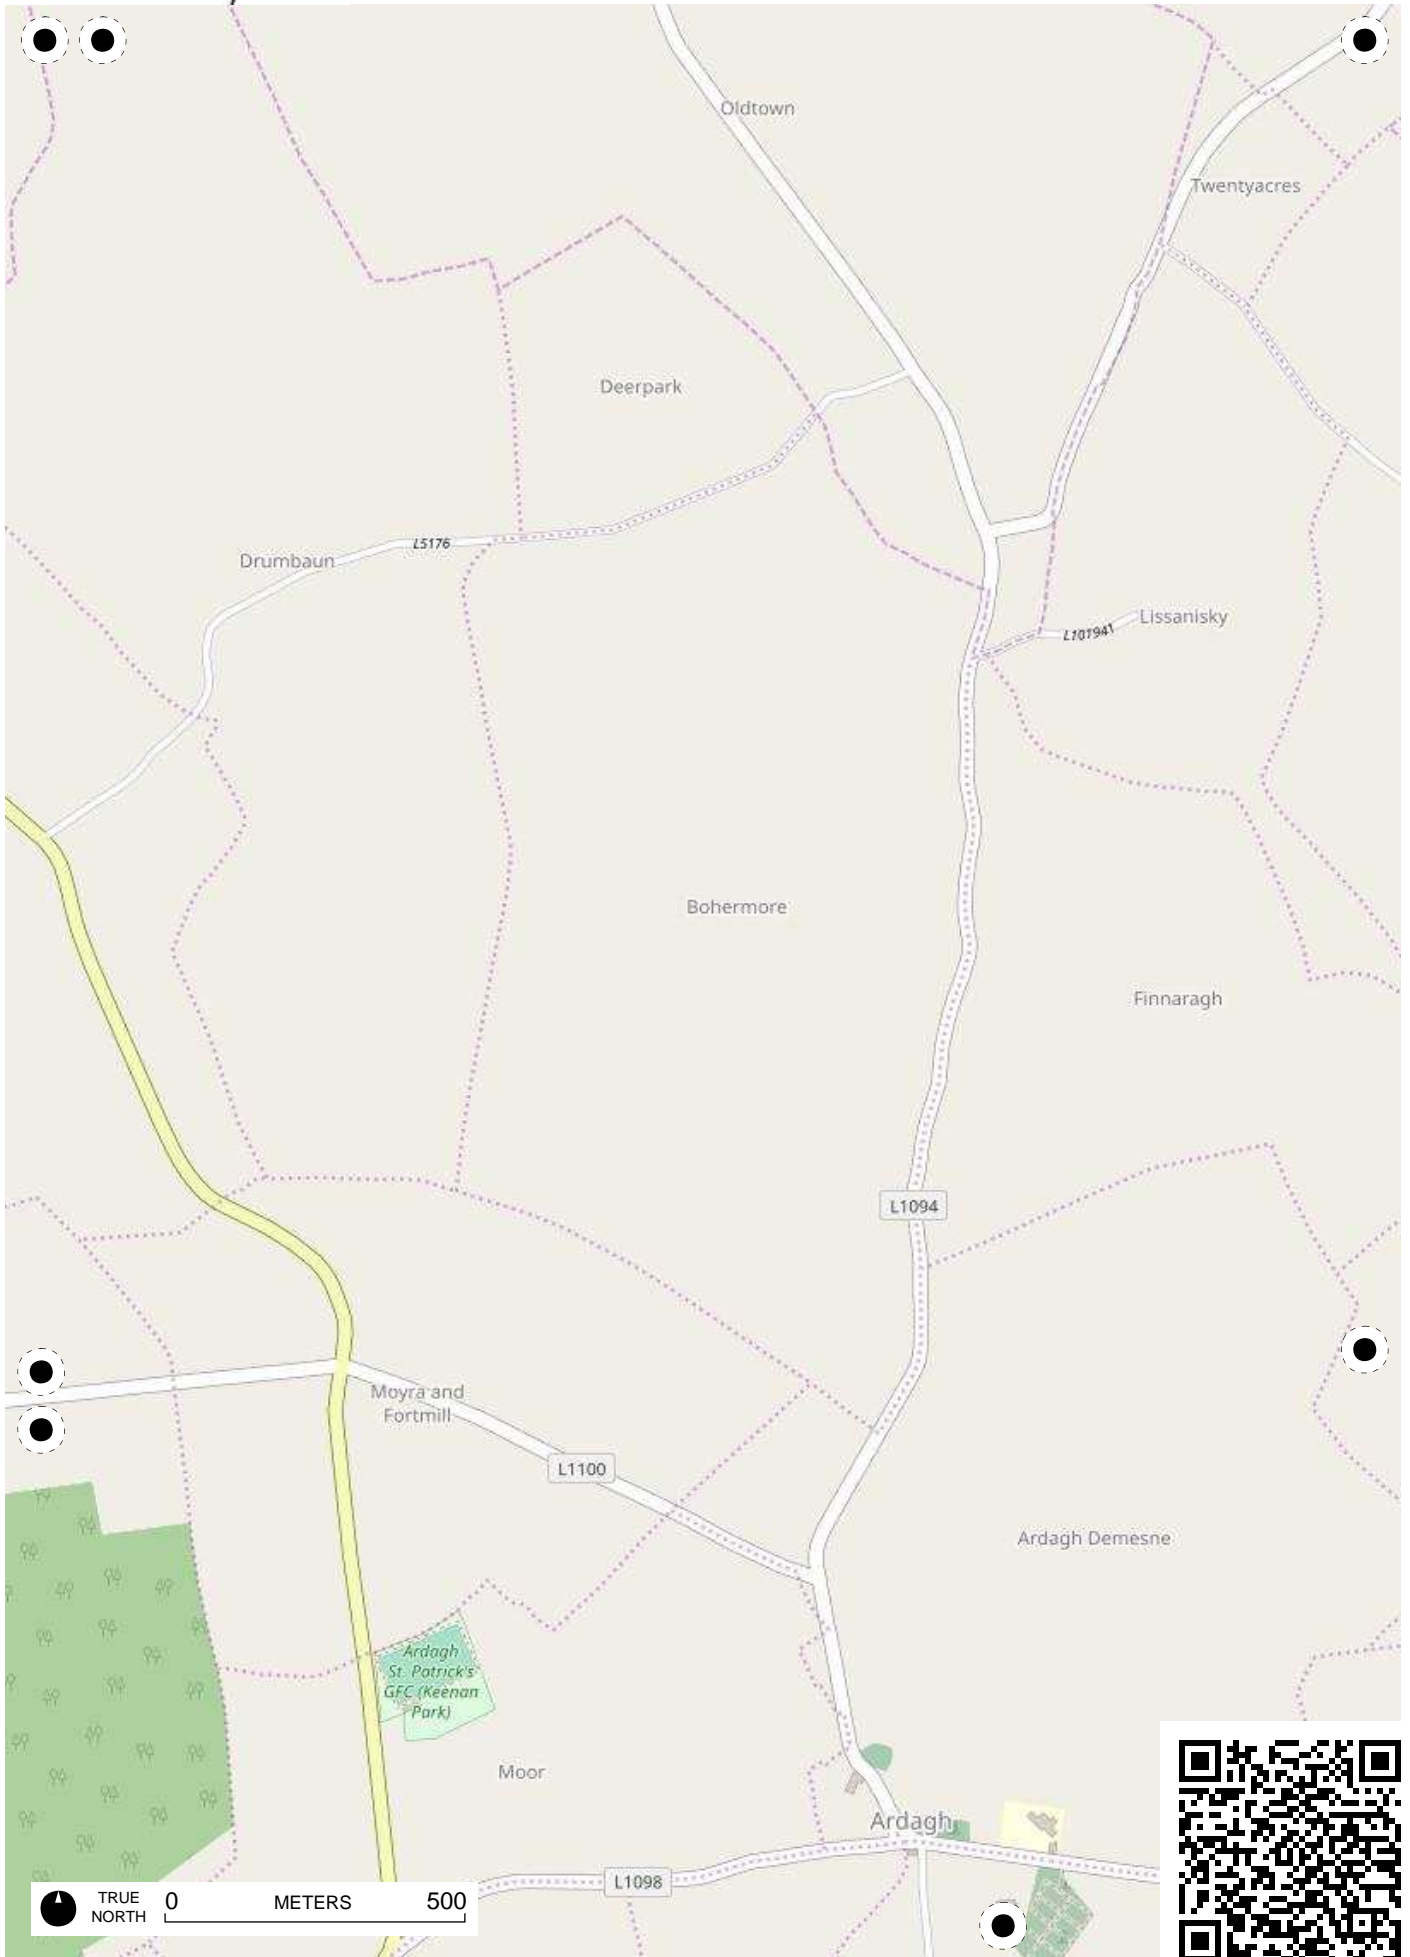 Oldtown
Twentyacres
Deerpark
L5176
Drumbaun
Lissanisky
L101941
Bohermore
Finnaragh
L1094
Moyra and
Fortmill
L1100
Ardagh Demesne
Ardagh
St. Patrick's
GFC (Keenan
Park)
Moor
Ardagh
L1098
TRUE
NORTH
0 METERS 500